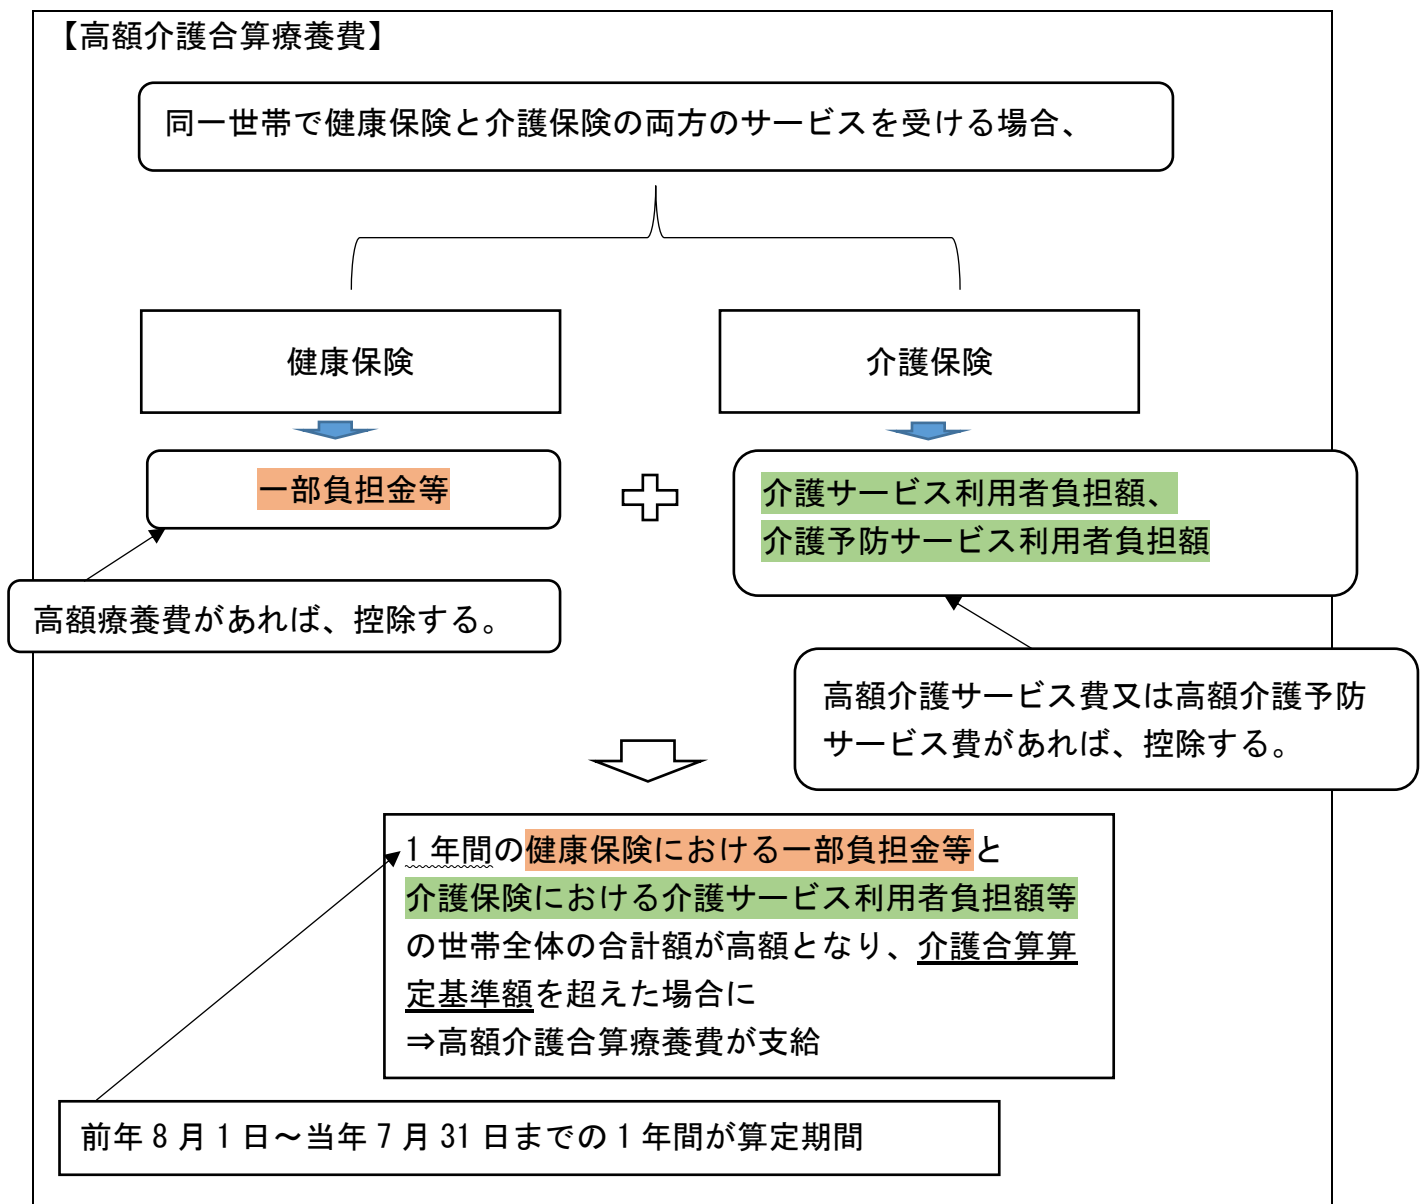 【高額介護合算療養費】
同一世帯で健康保険と介護保険の両方のサービスを受ける場合、
健康保険
介護保険
一部負担金等
介護サービス利用者負担額、
介護予防サービス利用者負担額
高額療養費があれば、控除する。
高額介護サービス費又は高額介護予防
サービス費があれば、控除する。
1年間の健康保険における一部負担金等と
介護保険における介護サービス利用者負担額等
の世帯全体の合計額が高額となり、介護合算算
定基準額を超えた場合に
⇒高額介護合算療養費が支給
前年8月1日～当年7月31日までの1年間が算定期間